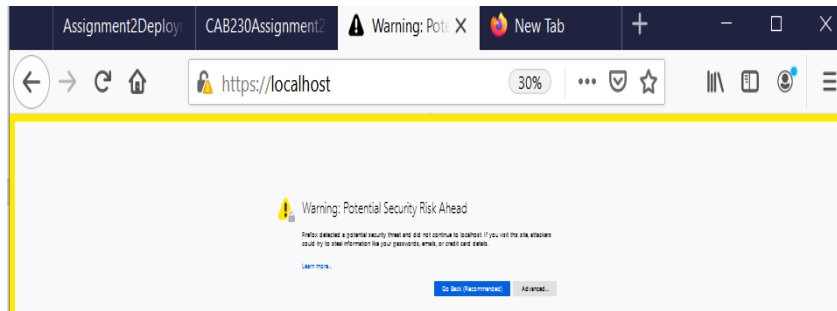 Assignment2Deploy
CAB230Assignment2
Warning: Pote
New Tab
https://localhost
30%
Warning: Potential Security Risk Ahead
Firefox detected a potential security threat and did not continue to localhost. If you visit this site, attackers
could try to steal information like your passwords, emails, or credit card details.
Learn more...
Go Back (Recommended)
Advanced...